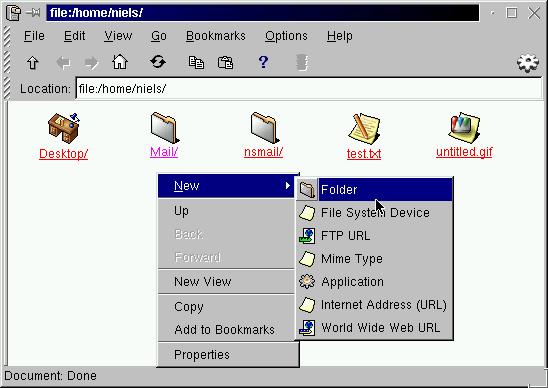 file:/home/niels/
File Edit View Go Bookmarks Options Help
?
Location: file:/home/niels/
Desktop/ Mail/ nsmail/ test.txt untitled.gif
New
Up
Back
Forward
New View
Copy
Add to Bookmarks
Properties
Folder
File System Device
FTP URL
Mime Type
Application
Internet Address (URL)
World Wide Web URL
Document: Done